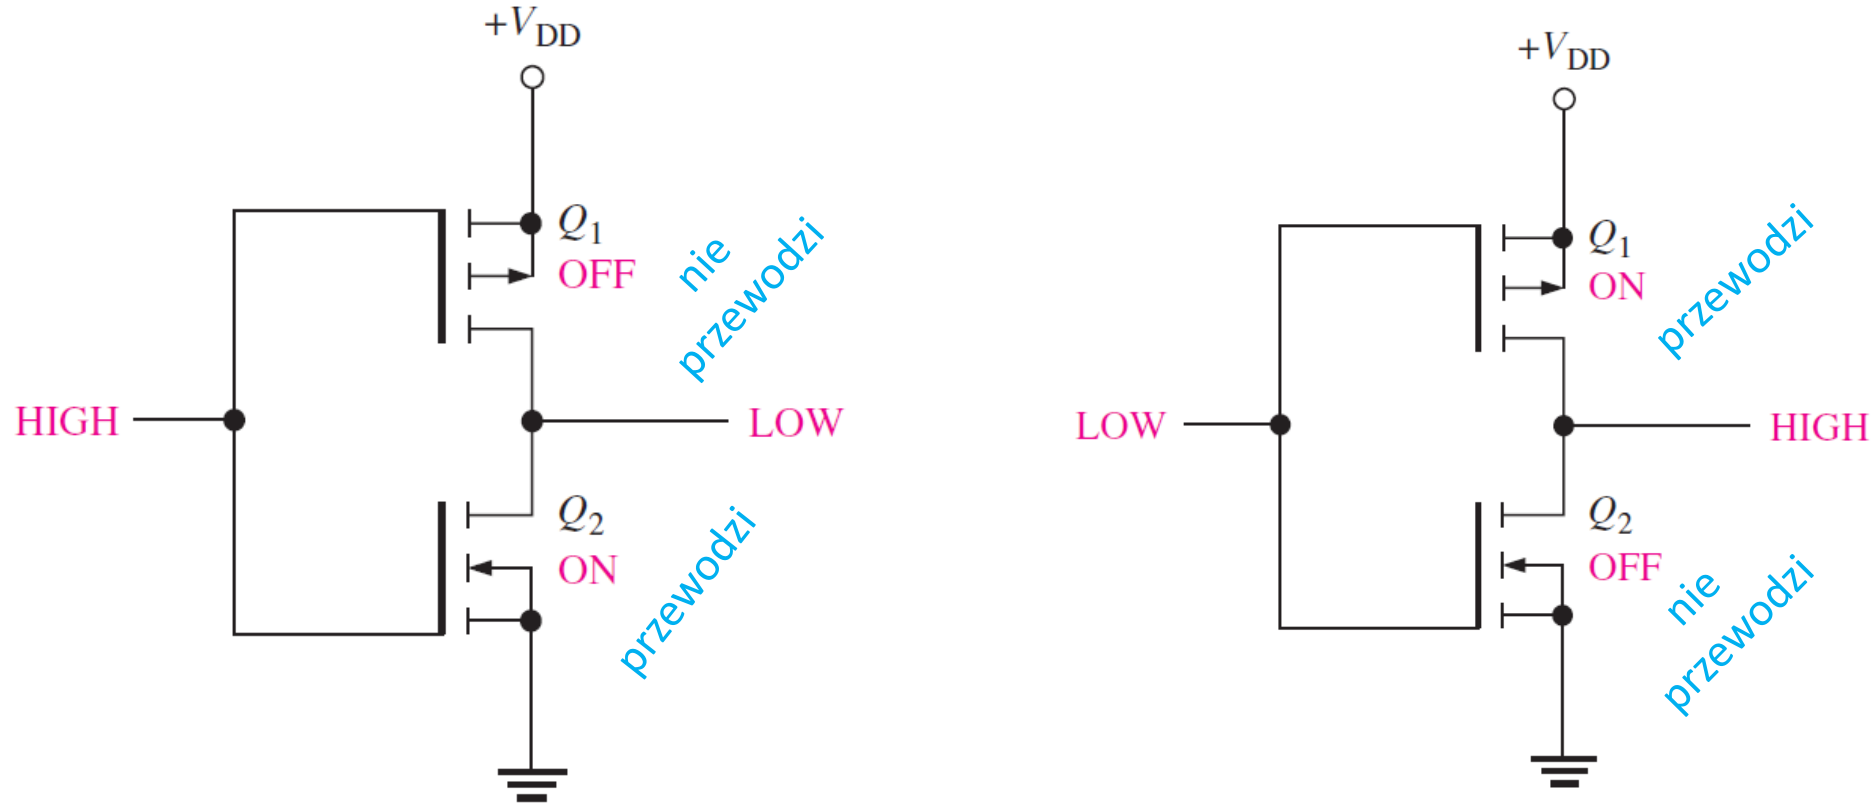 +VDD
Q1
OFF
nie
przewodzi
HIGH
LOW
Q2
ON
przewodzi
+VDD
Q1
ON
przewodzi
LOW
HIGH
Q2
OFF
nie
przewodzi